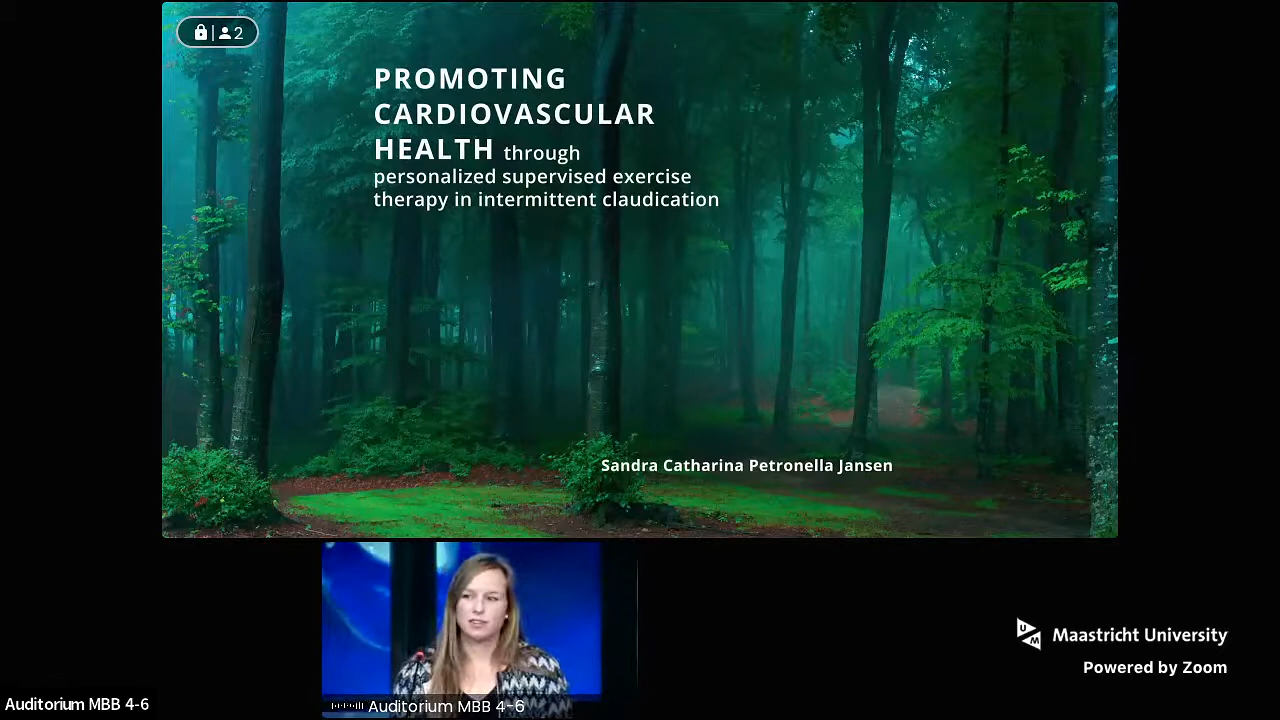 2
PROMOTING
CARDIOVASCULAR
HEALTH through
personalized supervised exercise
therapy in intermittent claudication
Sandra Catharina Petronella Jansen
UM Maastricht University
Powered by Zoom
Auditorium MBB 4-6
Auditorium MBB 4-6